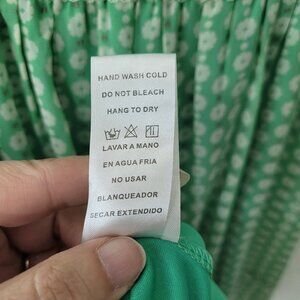 HAND WASH COLD
DO NOT BLEACH
HANG TO DRY
LAVAR A MANO
EN AGUA FRIA
NO USAR
BLANQUEADOR
SECAR EXTENDIDO